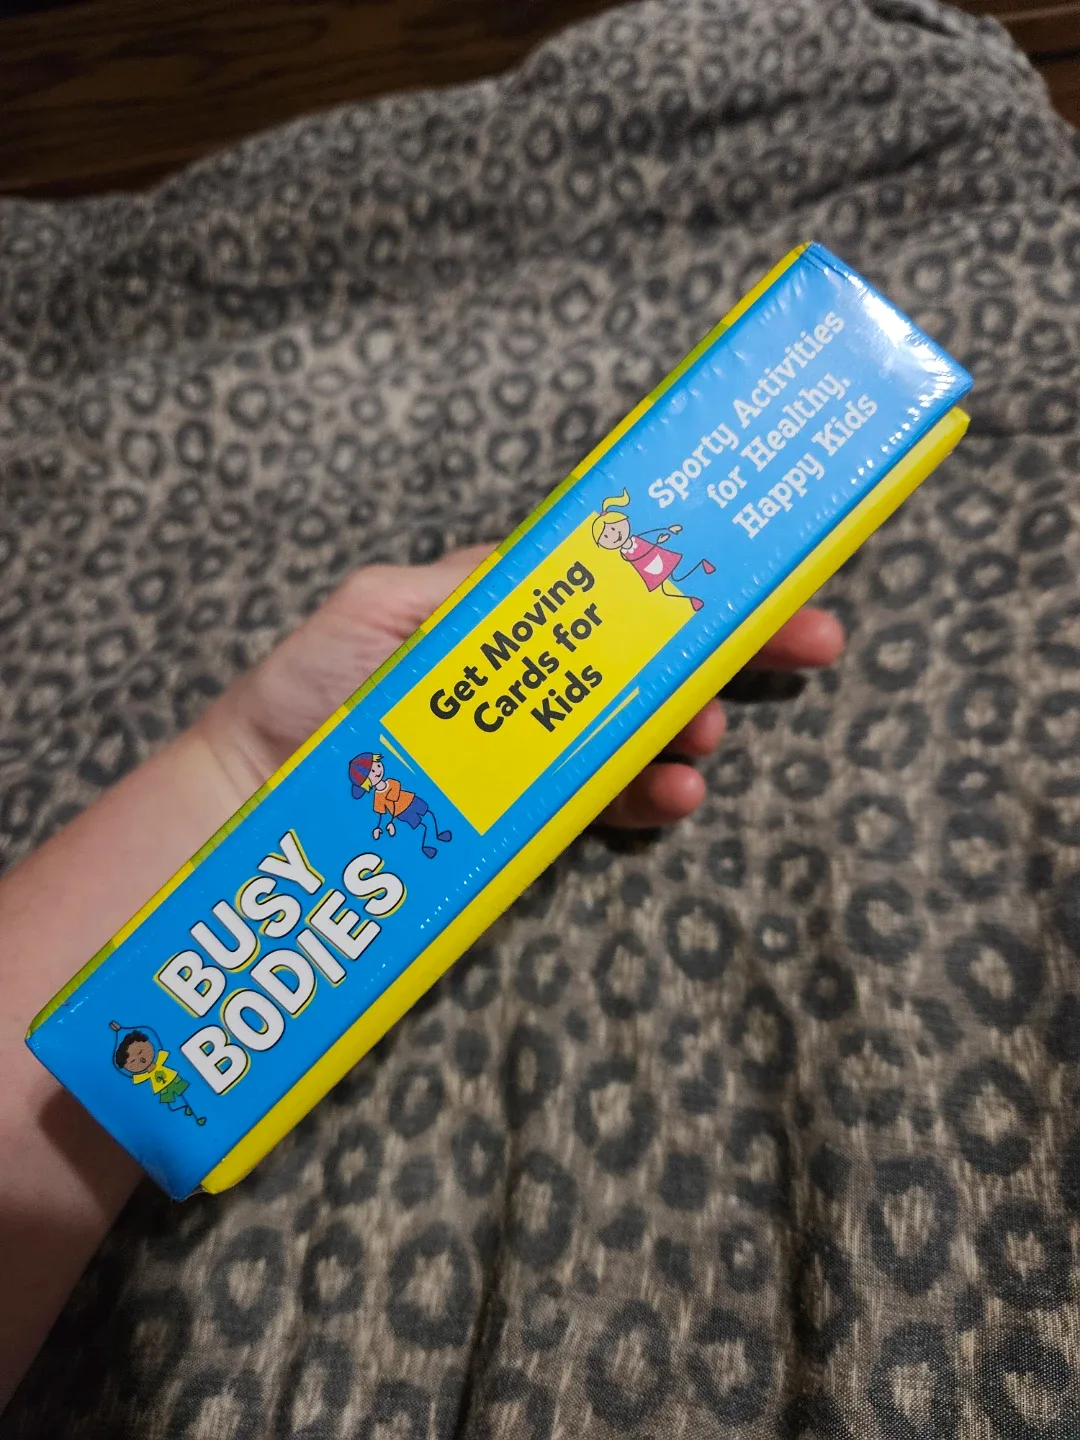 BUSY
BODIES
Get Moving
Cards for
Kids
Sporty Activities
for Healthy,
Happy Kids